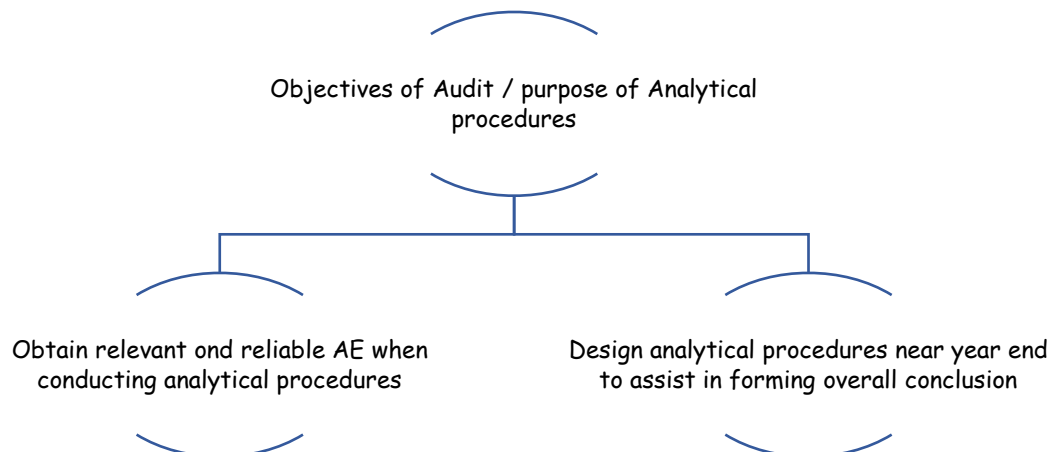 Objectives of Audit / purpose of Analytical
procedures
Obtain relevant ond reliable AE when
conducting analytical procedures
Design analytical procedures near year end
to assist in forming overall conclusion